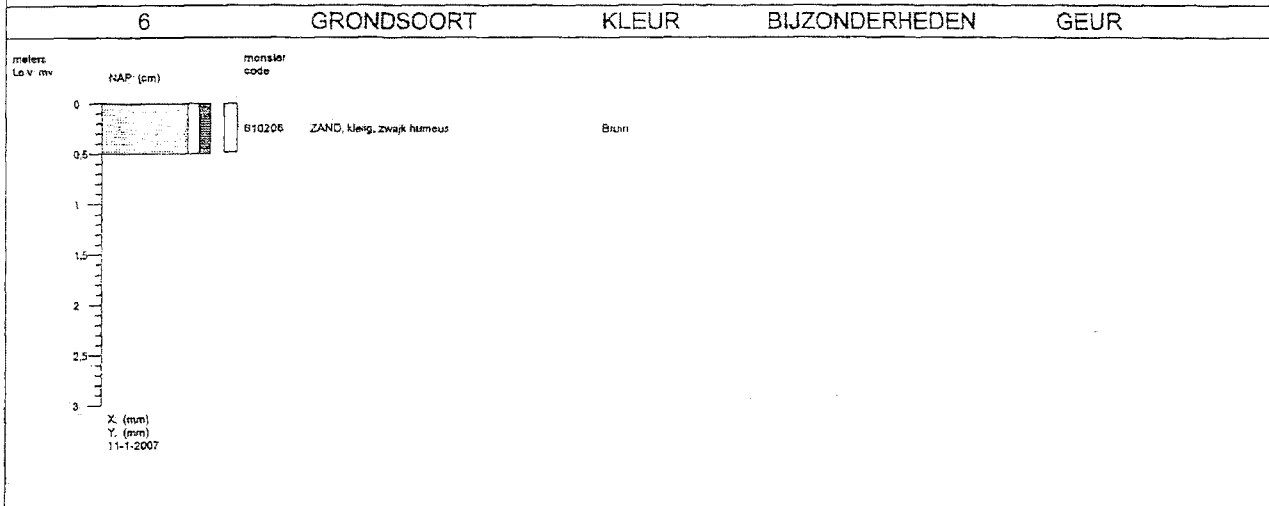 6 GRONDSOORT KLEUR BIJZONDERHEDEN GEUR
meters t.o.v. mv
NAP: (cm)
monster code
0
610206 ZAND, kleiig, zwak humeus Bruin
0,5
1
1,5
2
2,5
3
X: (mm)
Y: (mm)
11-1-2007